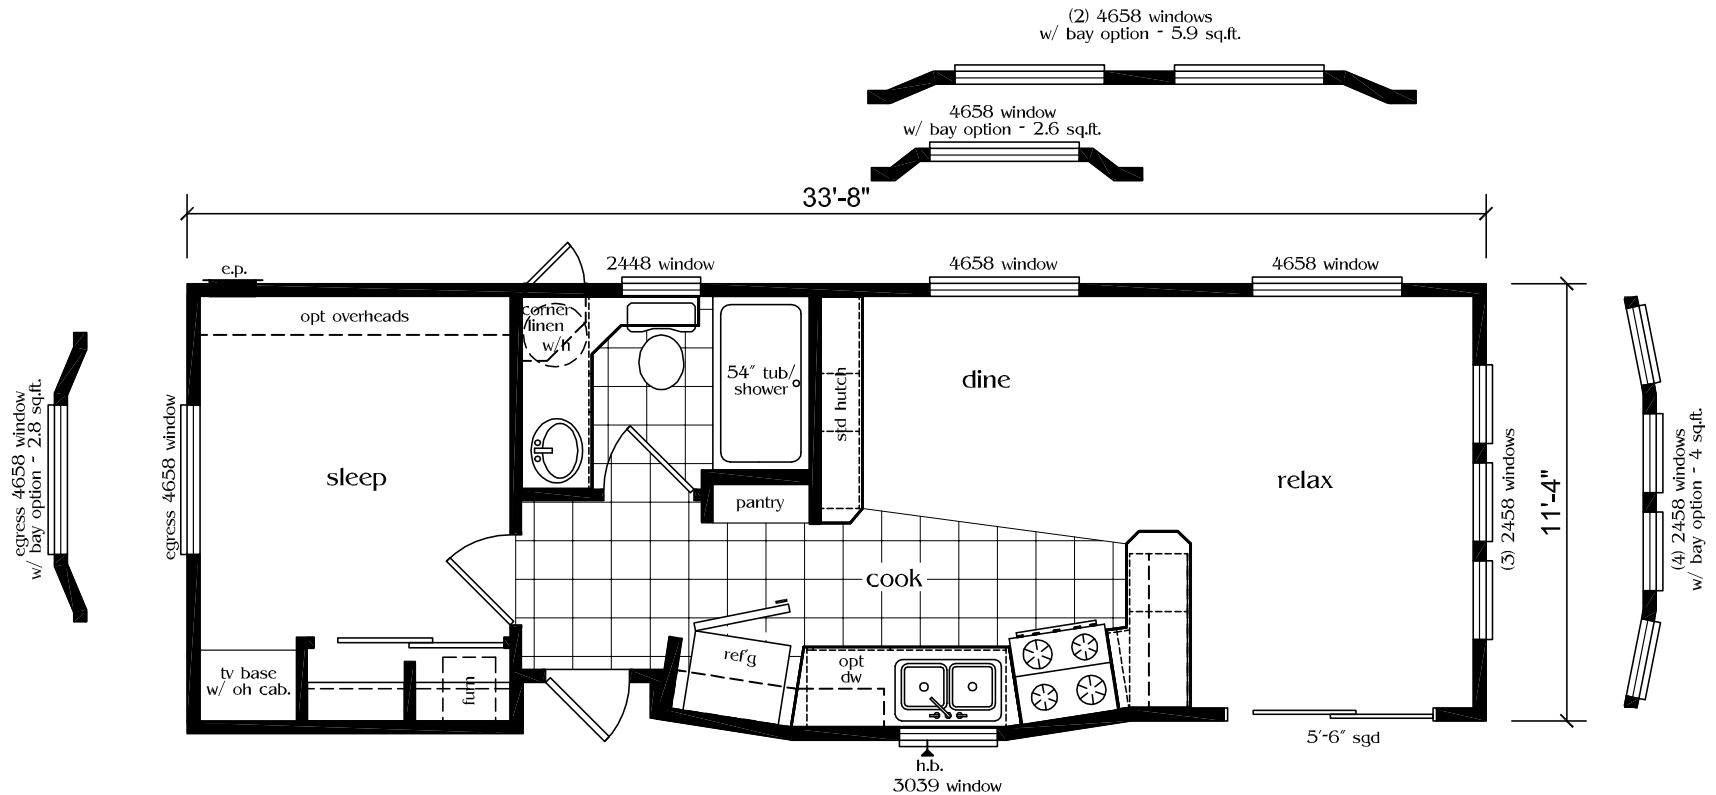 (2) 4658 windows
w/ bay option - 5.9 sq.ft.
4658 window
w/ bay option - 2.6 sq.ft.
33'-8"
e.p.
2448 window
4658 window
4658 window
opt overheads
corner
linen
w/h
54" tub/
shower
std hutch
dine
egress 4658 window
w/ bay option - 2.8 sq.ft.
egress 4658 window
sleep
relax
(3) 2458 windows
11'-4"
(4) 2458 windows
w/ bay option - 4 sq.ft.
pantry
cook
ref'g
opt
dw
tv base
w/ oh cab.
furn
5'-6" sgd
h.b.
3039 window